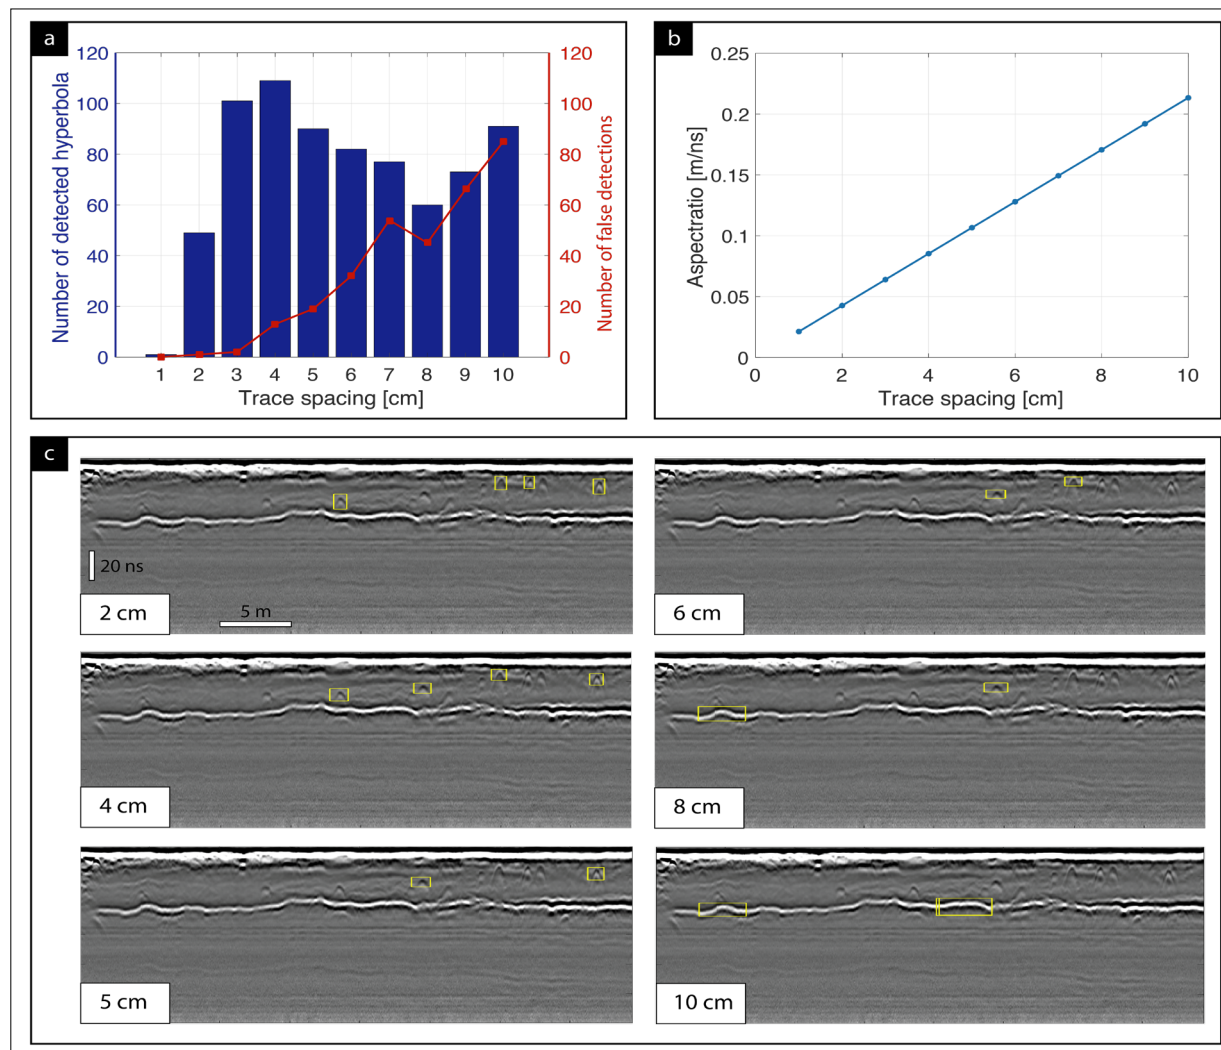 a
Number of detected hyperbola
120
100
80
60
40
20
0
120
100
80
60
40
20
0
Number of false detections
1 2 3 4 5 6 7 8 9 10
Trace spacing [cm]
b
Aspectratio [m/ns]
0.25
0.2
0.15
0.1
0.05
0
0 2 4 6 8 10
Trace spacing [cm]
c
20 ns
5 m
2 cm
6 cm
4 cm
8 cm
5 cm
10 cm